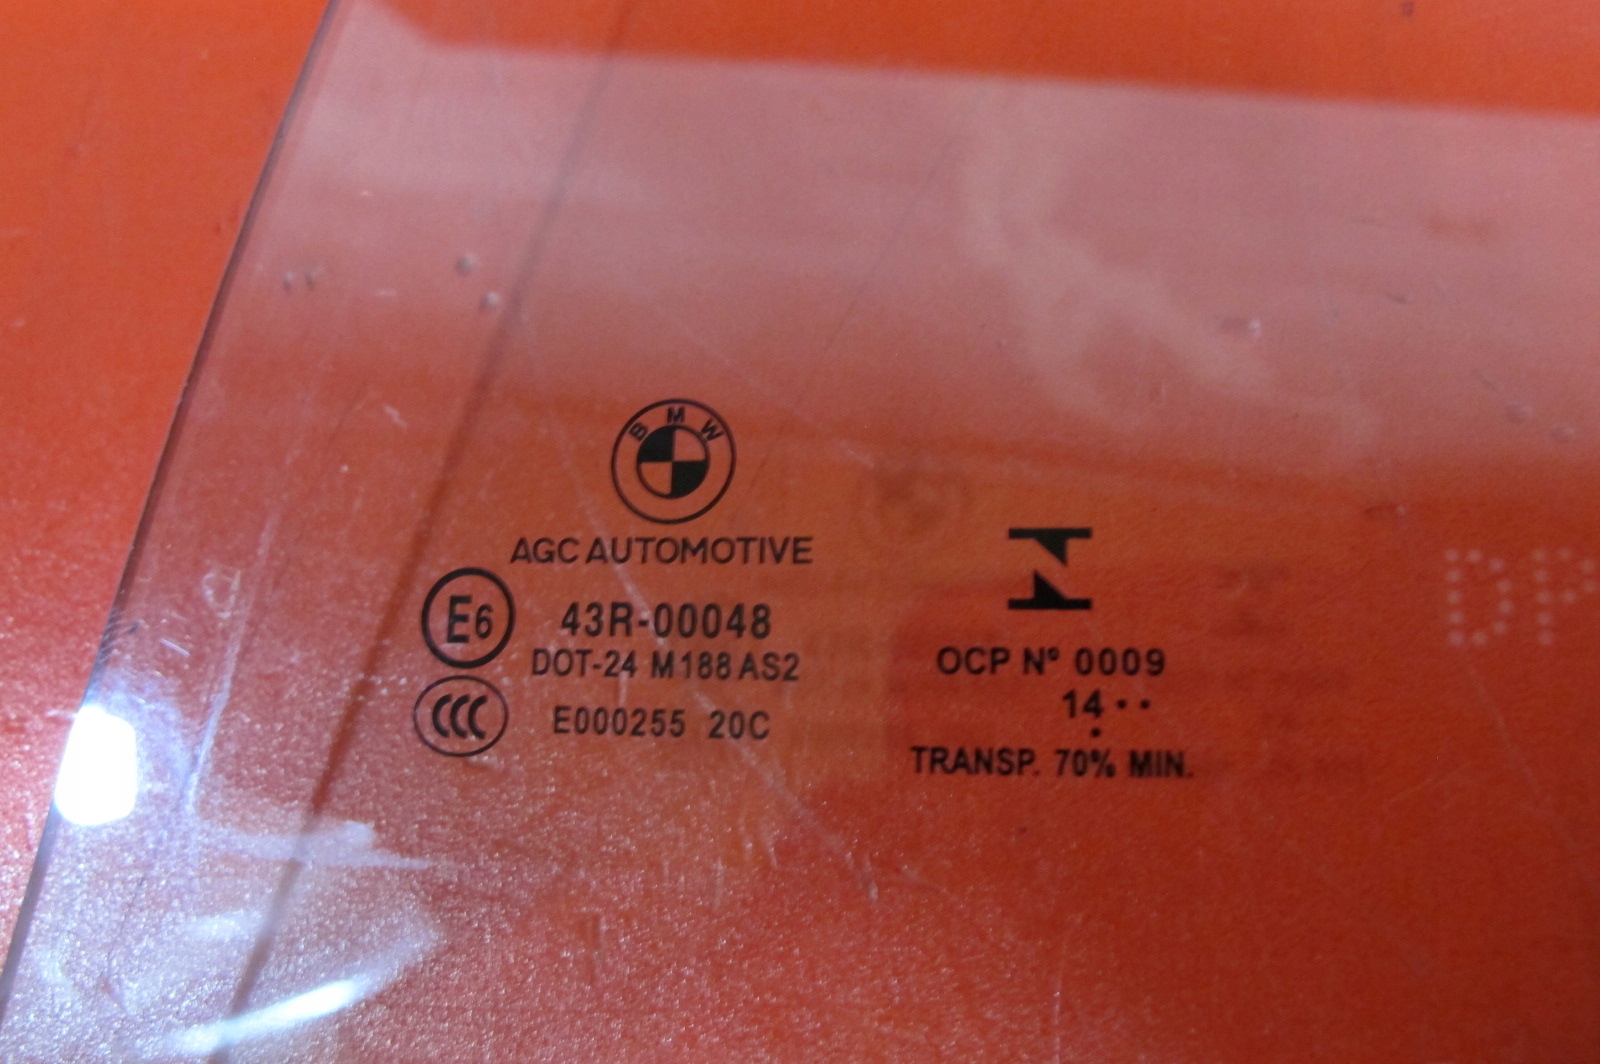 BMW
AGC AUTOMOTIVE
E6 43R-00048
DOT-24 M188 AS2
CCC E000255 20C
OCP Nº 0009
14 · ·
·
TRANSP. 70% MIN.
DP